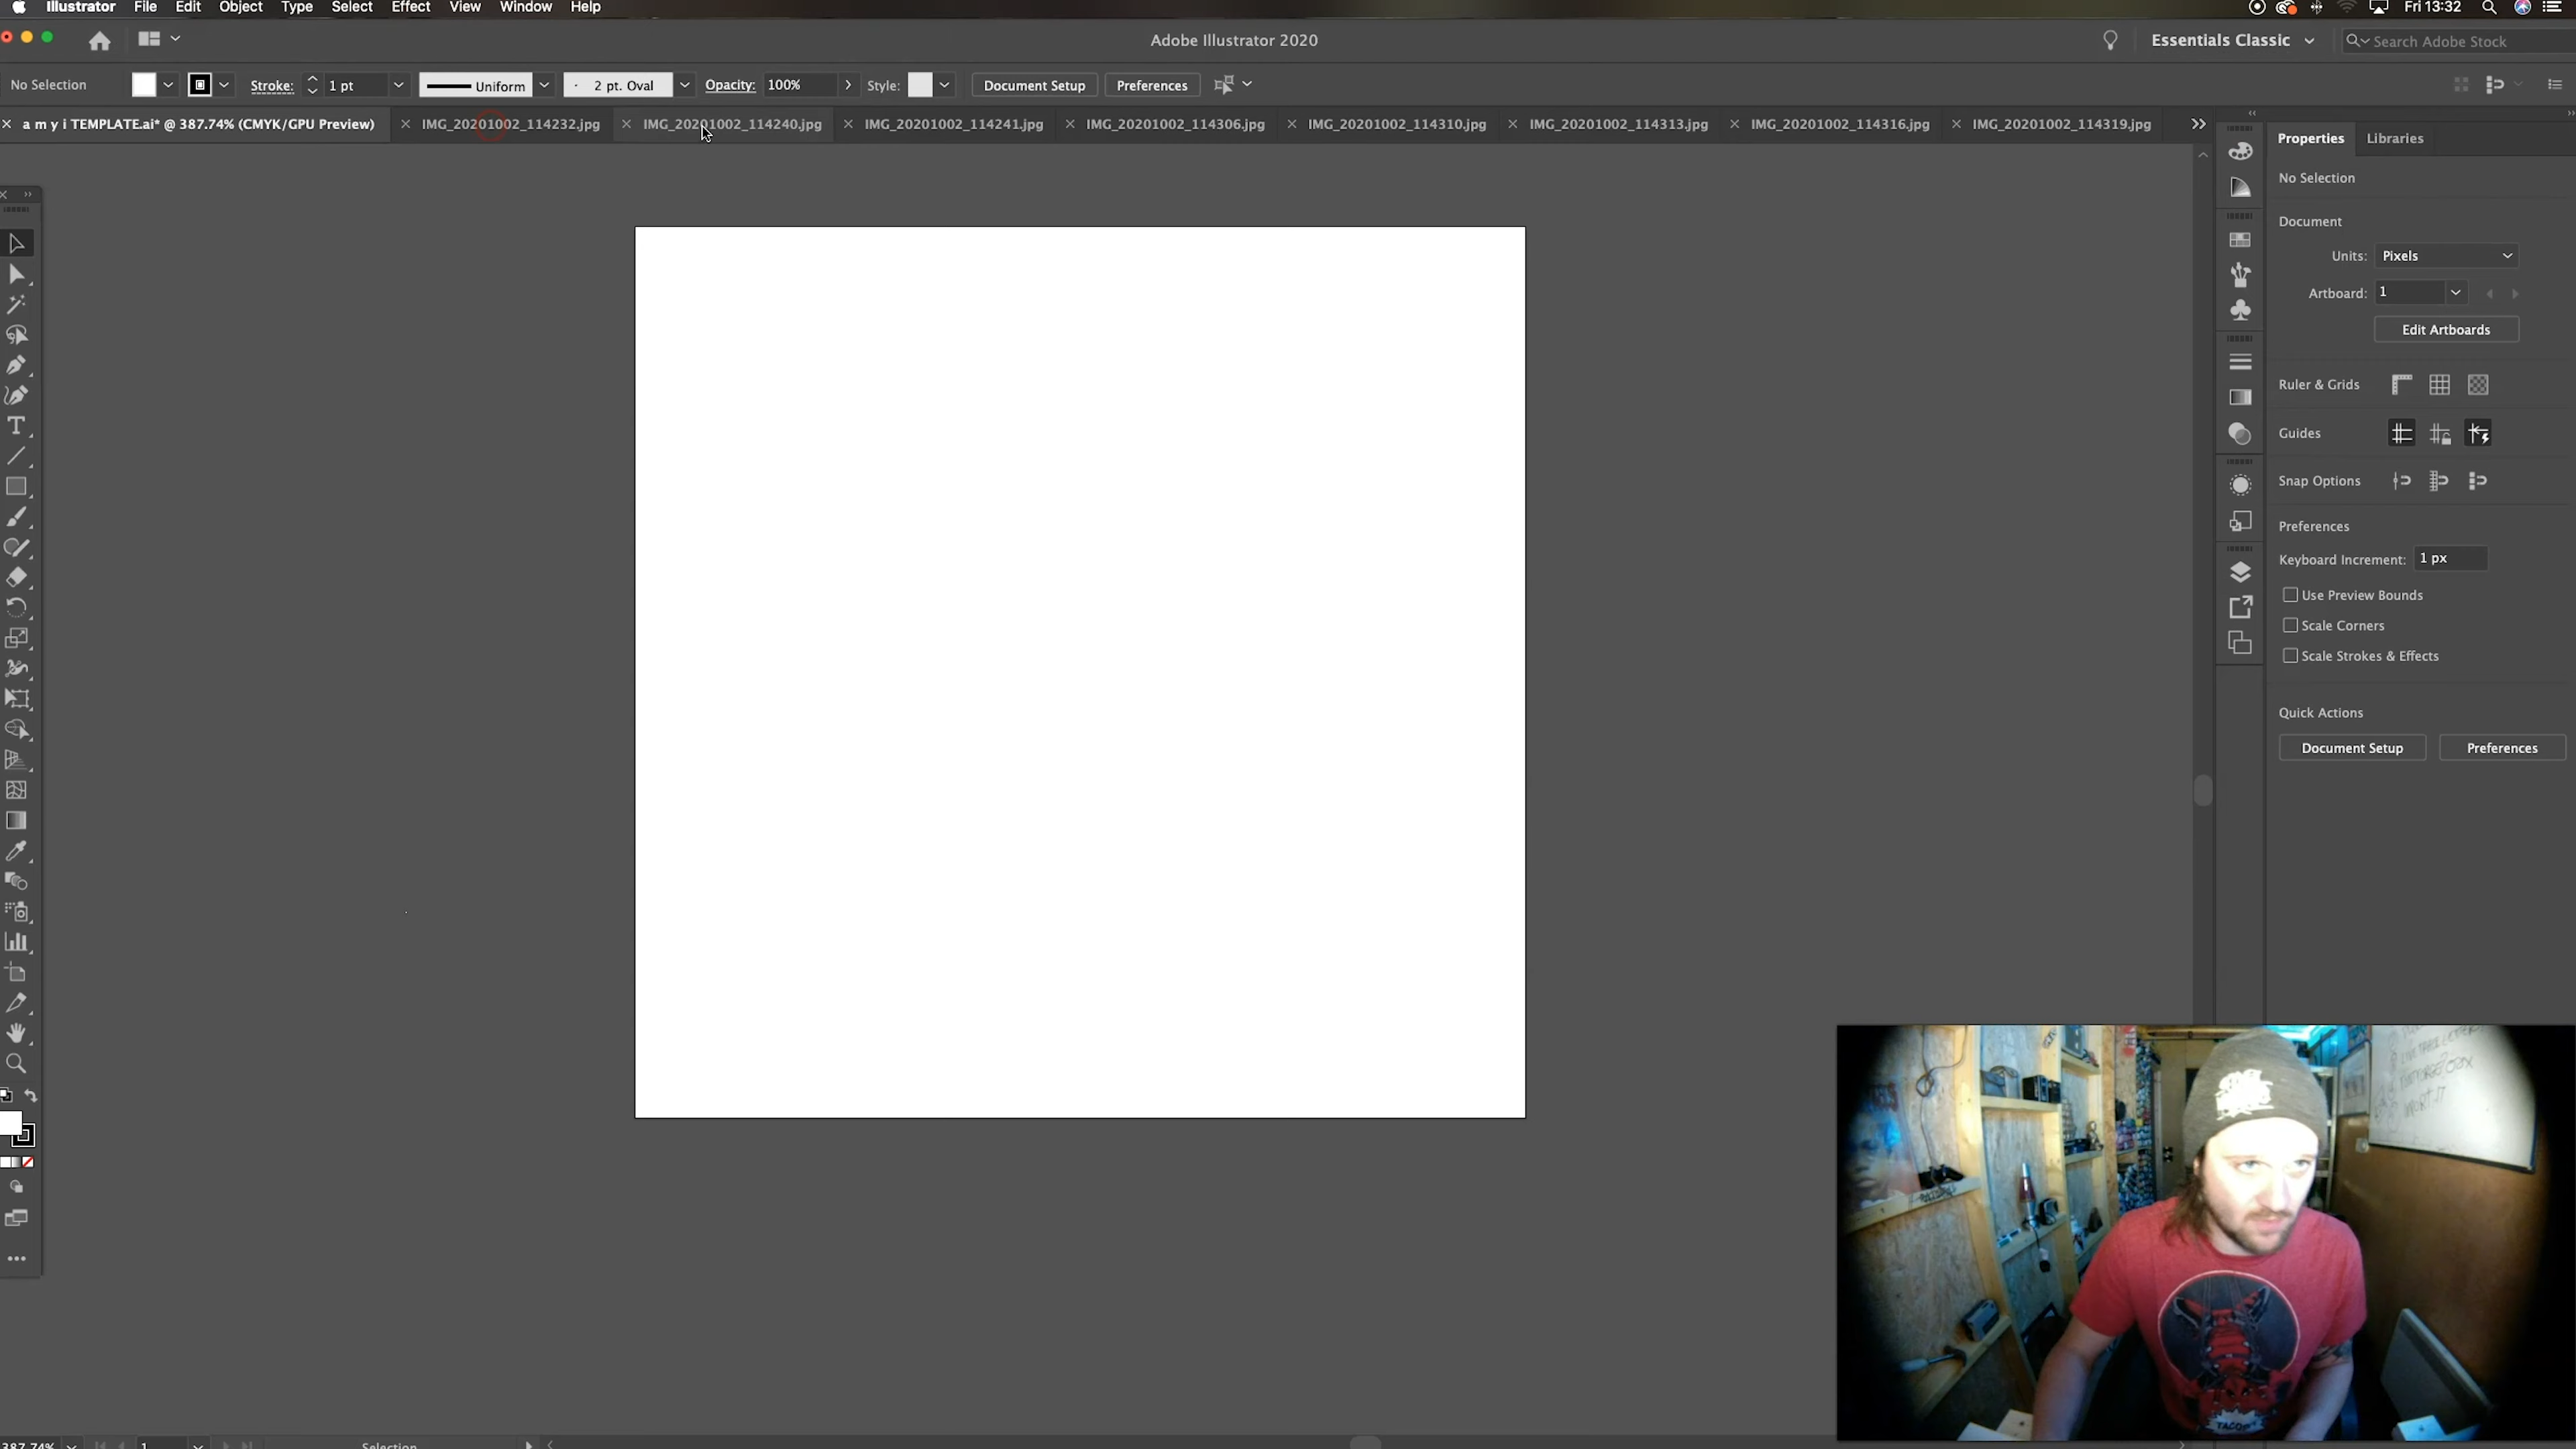 Illustrator File Edit Object Type Select Effect View Window Help Fri 13:32
Adobe Illustrator 2020 Essentials Classic Search Adobe Stock
No Selection Stroke: 1 pt Uniform 2 pt. Oval Opacity: 100% Style: Document Setup Preferences
a m y i TEMPLATE.ai* @ 387.74% (CMYK/GPU Preview) IMG_20201002_114232.jpg IMG_20201002_114240.jpg IMG_20201002_114241.jpg IMG_20201002_114306.jpg IMG_20201002_114310.jpg IMG_20201002_114313.jpg IMG_20201002_114316.jpg IMG_20201002_114319.jpg
Properties Libraries
No Selection
Document
Units: Pixels
Artboard: 1
Edit Artboards
Ruler & Grids
Guides
Snap Options
Preferences
Keyboard Increment: 1 px
Use Preview Bounds
Scale Corners
Scale Strokes & Effects
Quick Actions
Document Setup Preferences
TACOS
387.74% 1 Selection